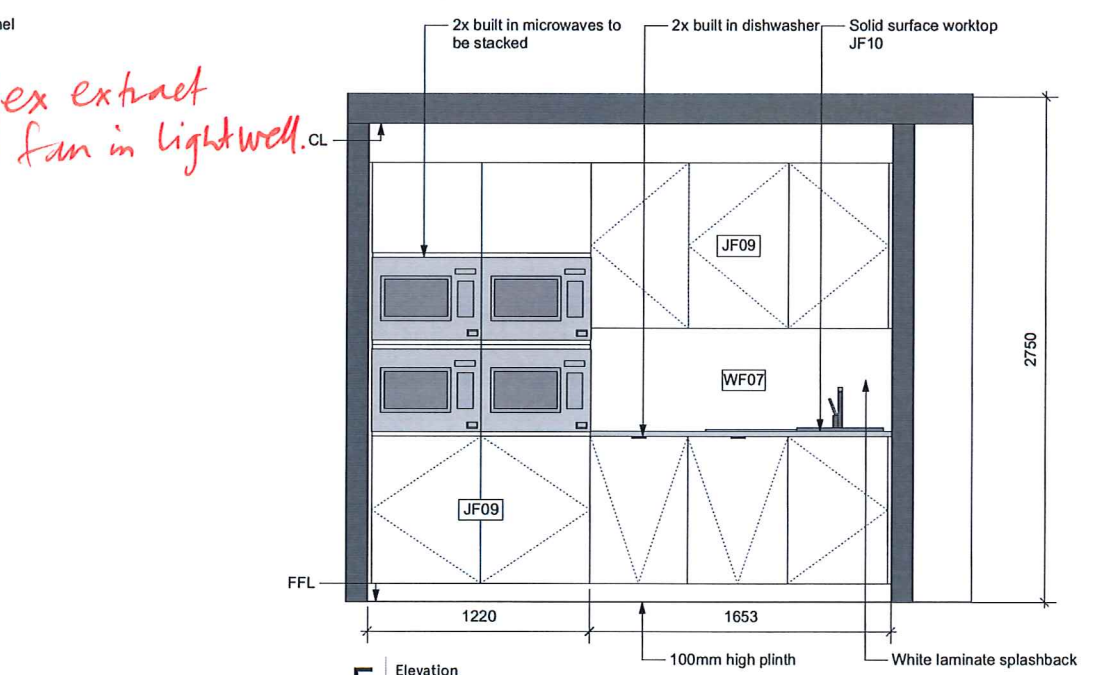 nel
2x built in microwaves to
be stacked
2x built in dishwasher
Solid surface worktop
JF10
ex extract
fan in lightwell.
CL
JF09
2750
WF07
JF09
FFL
1220
1653
100mm high plinth
White laminate splashback
Elevation